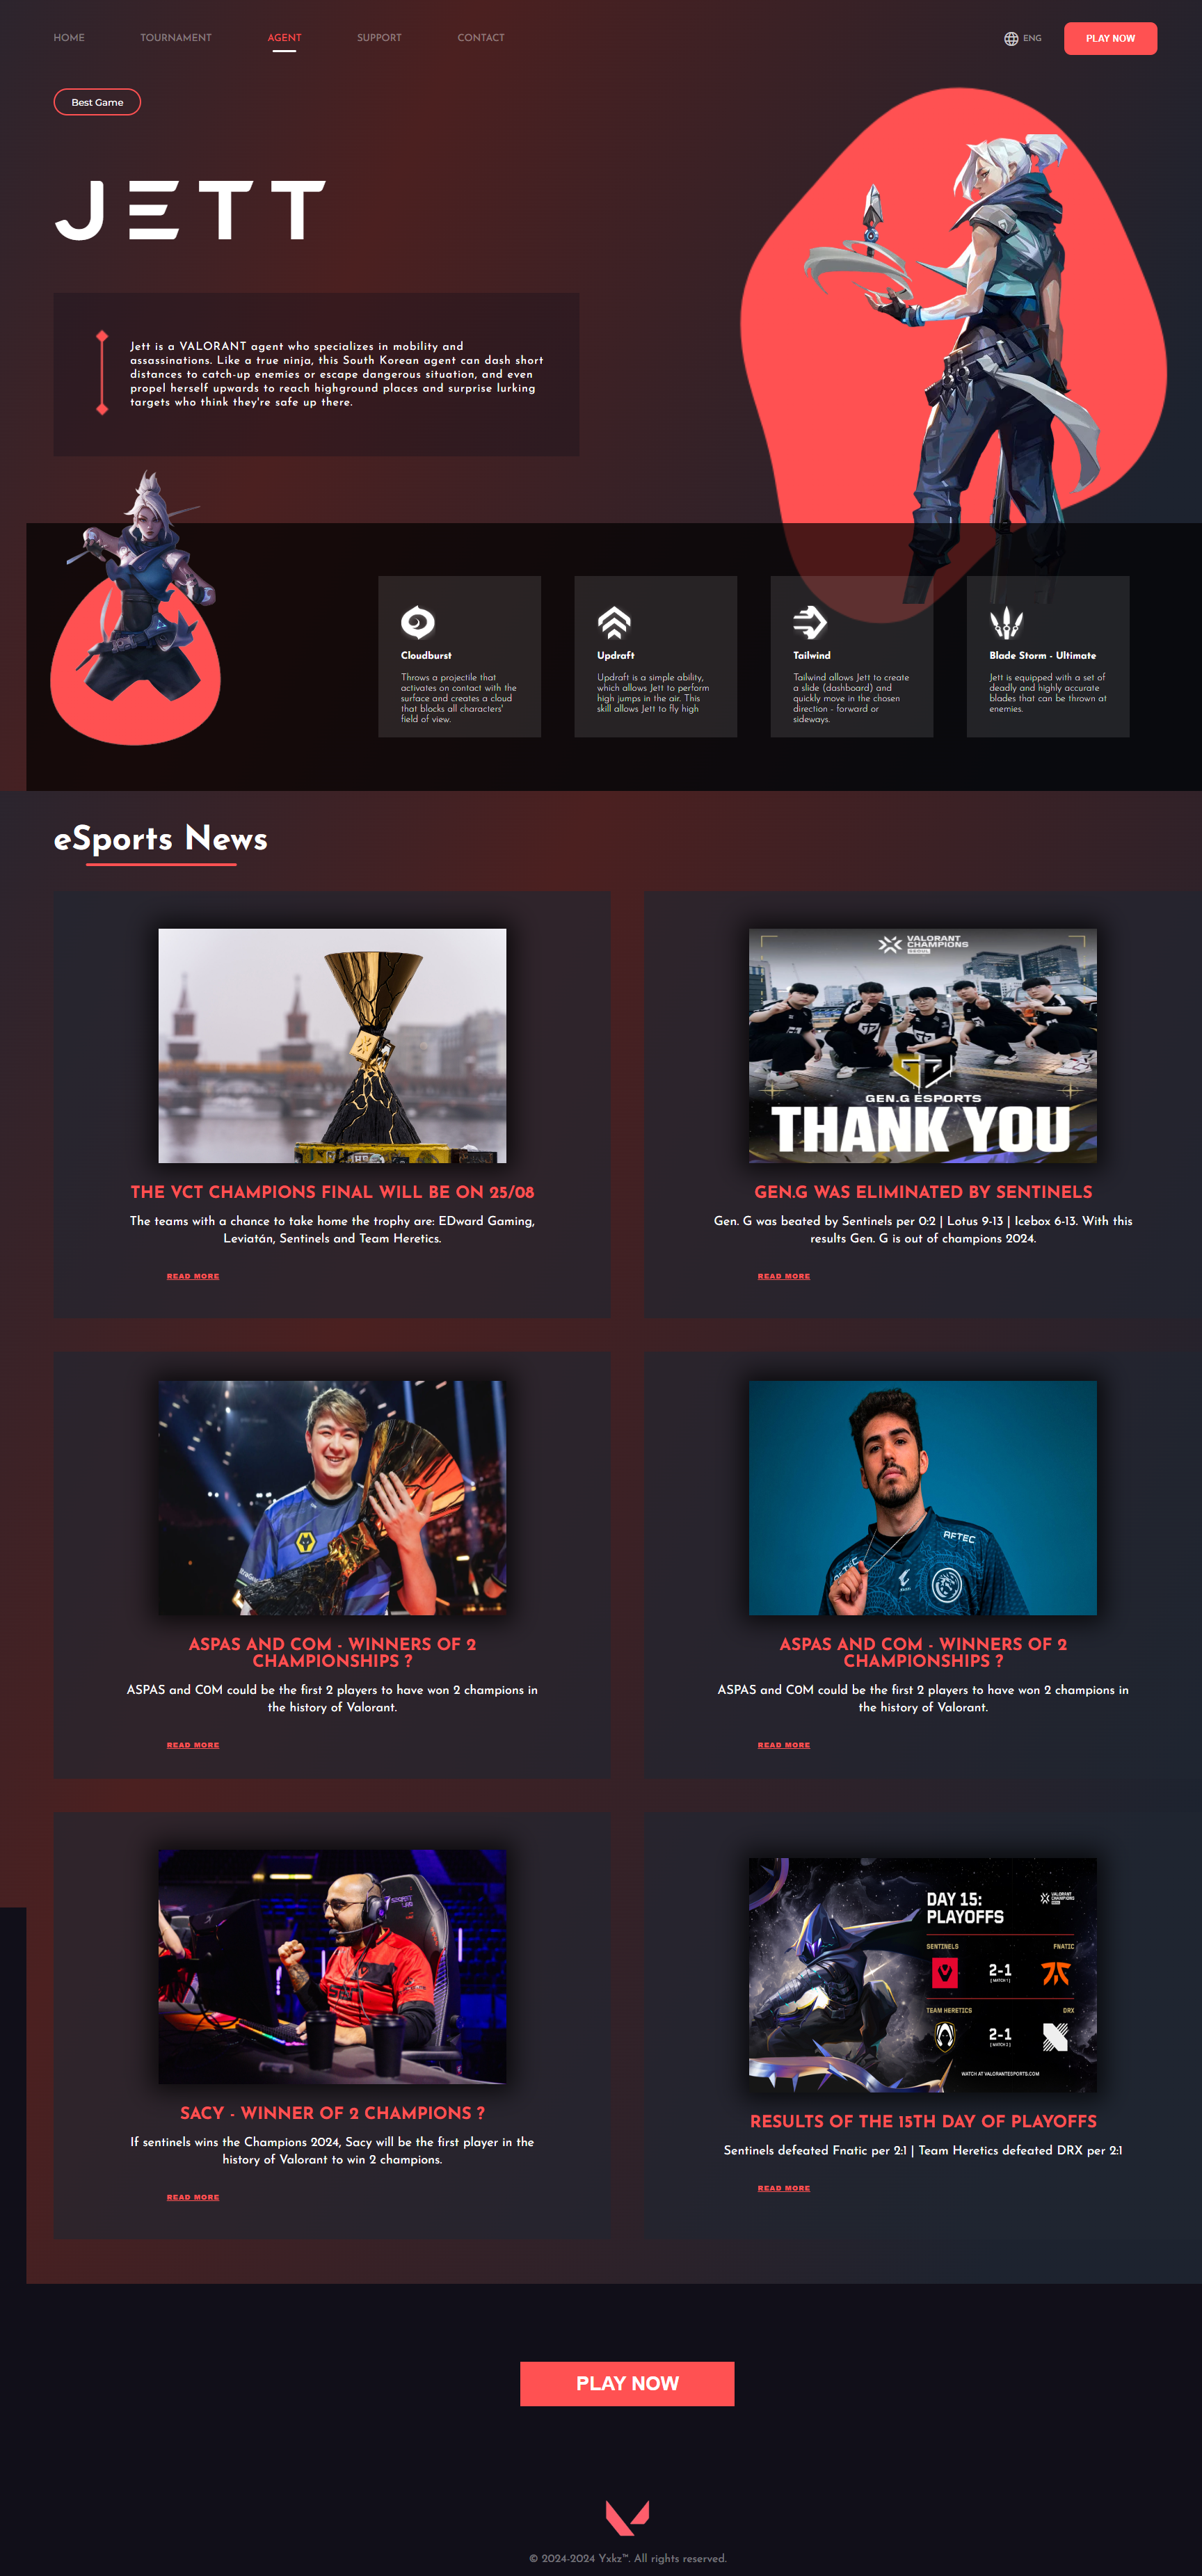 HOME TOURNAMENT AGENT SUPPORT CONTACT ENG PLAY NOW
Best Game
JETT
Jett is a VALORANT agent who specializes in mobility and
assassinations. Like a true ninja, this South Korean agent can dash short
distances to catch-up enemies or escape dangerous situation, and even
propel herself upwards to reach highground places and surprise lurking
targets who think they're safe up there.
Cloudburst
Throws a projectile that
activates on contact with the
surface and creates a cloud
that blocks all characters'
field of view.
Updraft
Updraft is a simple ability,
which allows Jett to perform
high jumps in the air. This
skill allows Jett to fly high
Tailwind
Tailwind allows Jett to create
a slide (dashboard) and
quickly move in the chosen
direction - forward or
sideways.
Blade Storm - Ultimate
Jett is equipped with a set of
deadly and highly accurate
blades that can be thrown at
enemies.
eSports News
THE VCT CHAMPIONS FINAL WILL BE ON 25/08
The teams with a chance to take home the trophy are: EDward Gaming,
Leviatán, Sentinels and Team Heretics.
READ MORE
VALORANT
CHAMPIONS
SEOUL
GEN.G ESPORTS
THANK YOU
GEN.G WAS ELIMINATED BY SENTINELS
Gen. G was beated by Sentinels per 0:2 | Lotus 9-13 | Icebox 6-13. With this
results Gen. G is out of champions 2024.
READ MORE
ASPAS AND COM - WINNERS OF 2
CHAMPIONSHIPS ?
ASPAS and C0M could be the first 2 players to have won 2 champions in
the history of Valorant.
READ MORE
AFTEC
AFTEC
ASPAS AND COM - WINNERS OF 2
CHAMPIONSHIPS ?
ASPAS and C0M could be the first 2 players to have won 2 champions in
the history of Valorant.
READ MORE
SACY - WINNER OF 2 CHAMPIONS ?
If sentinels wins the Champions 2024, Sacy will be the first player in the
history of Valorant to win 2 champions.
READ MORE
DAY 15:
PLAYOFFS
VALORANT
CHAMPIONS
SENTINELS FNATIC
2-1
[ MATCH 1 ]
TEAM HERETICS DRX
2-1
[ MATCH 2 ]
WATCH AT VALORANTESPORTS.COM
RESULTS OF THE 15TH DAY OF PLAYOFFS
Sentinels defeated Fnatic per 2:1 | Team Heretics defeated DRX per 2:1
READ MORE
PLAY NOW
© 2024-2024 Yxkz™. All rights reserved.